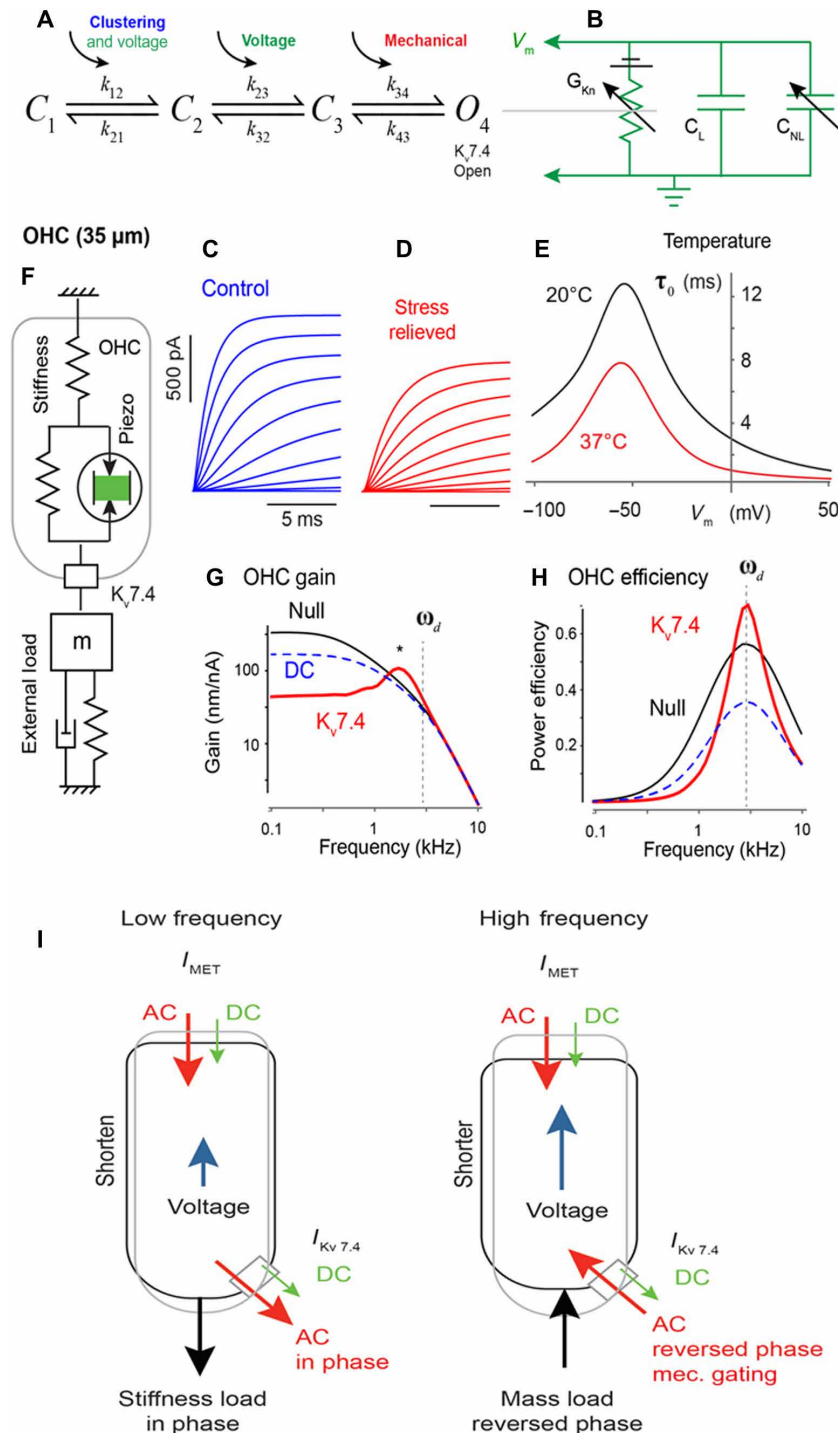 A
Clustering
and voltage
Voltage
Mechanical
k12
k23
k34
C1
C2
C3
O4
k21
k32
k43
Kv7.4
Open
B
Vm
GKn
CL
CNL
OHC (35 µm)
F
OHC
Stiffness
Piezo
Kv7.4
m
External load
C
Control
500 pA
5 ms
D
Stress
relieved
E
Temperature
τ0 (ms)
20°C
37°C
12
8
4
−100
−50
Vm (mV)
50
G
OHC gain
Null
ωd
*
DC
Kv7.4
Gain (nm/nA)
100
10
0.1
1
10
Frequency (kHz)
H
OHC efficiency
ωd
Kv7.4
Null
Power efficiency
0.6
0.4
0.2
0.1
1
10
Frequency (kHz)
I
Low frequency
IMET
AC
DC
Shorten
Voltage
IKv 7.4
DC
AC
in phase
Stiffness load
in phase
High frequency
IMET
AC
DC
Shorter
Voltage
IKv 7.4
DC
AC
reversed phase
mec. gating
Mass load
reversed phase